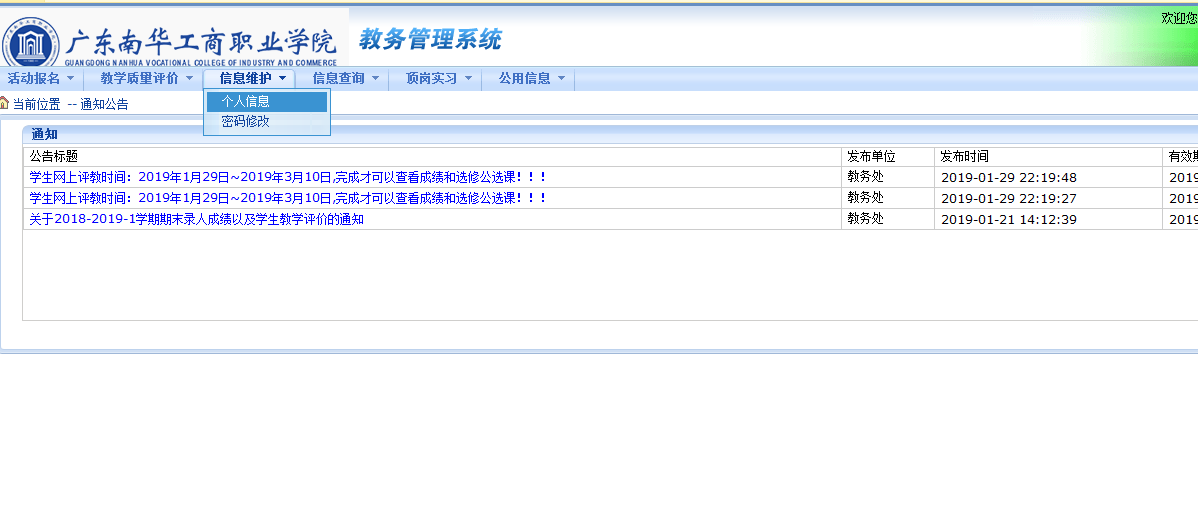 欢迎您
广东南华工商职业学院 教务管理系统
GUANGDONG NANHUA VOCATIONAL COLLEGE OF INDUSTRY AND COMMERCE
活动报名 教学质量评价 信息维护 信息查询 顶岗实习 公用信息
个人信息
当前位置 -- 通知公告
密码修改
通知
公告标题 发布单位 发布时间 有效期
学生网上评教时间：2019年1月29日~2019年3月10日,完成才可以查看成绩和选修公选课！！！ 教务处 2019-01-29 22:19:48 2019
学生网上评教时间：2019年1月29日~2019年3月10日,完成才可以查看成绩和选修公选课！！！ 教务处 2019-01-29 22:19:27 2019
关于2018-2019-1学期期末录入成绩以及学生教学评价的通知 教务处 2019-01-21 14:12:39 2019